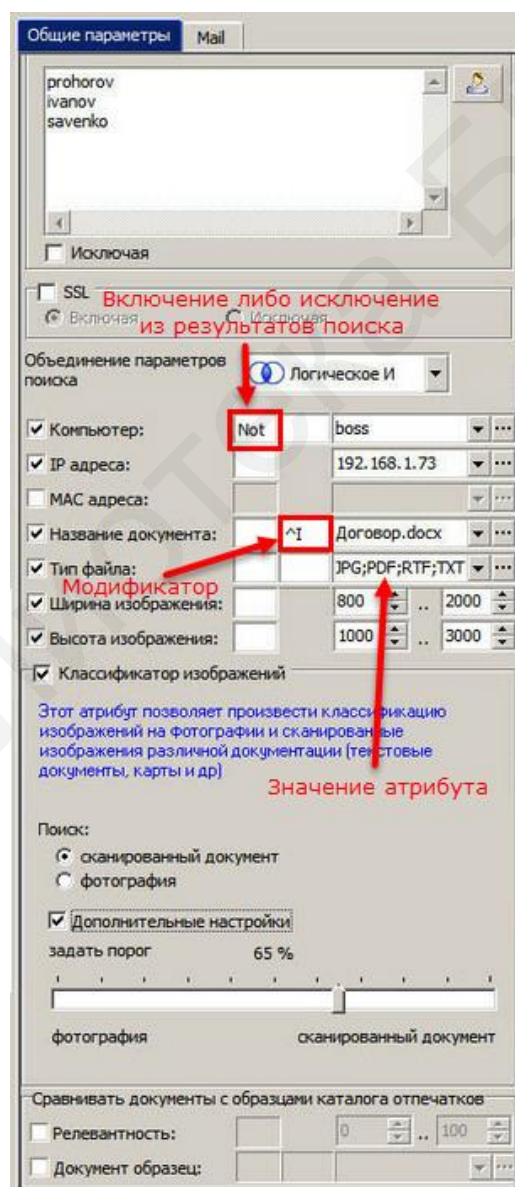 Общие параметры Mail
prohorov
ivanov
savenko
Исключая
SSL
Включение либо исключение
Включая Исключая
из результатов поиска
Объединение параметров
поиска
Логическое И
Компьютер: Not boss
IP адреса: 192.168.1.73
MAC адреса:
Название документа: ^I Договор.docx
Тип файла: JPG;PDF;RTF;TXT
Модификатор
Ширина изображения: 800 .. 2000
Высота изображения: 1000 .. 3000
Классификатор изображений
Этот атрибут позволяет произвести классификацию
изображений на фотографии и сканированные
изображения различной документации (текстовые
документы, карты и др)
Значение атрибута
Поиск:
сканированный документ
фотография
Дополнительные настройки
задать порог 65 %
фотография сканированный документ
Сравнивать документы с образцами каталога отпечатков
Релевантность: 0 .. 100
Документ образец: